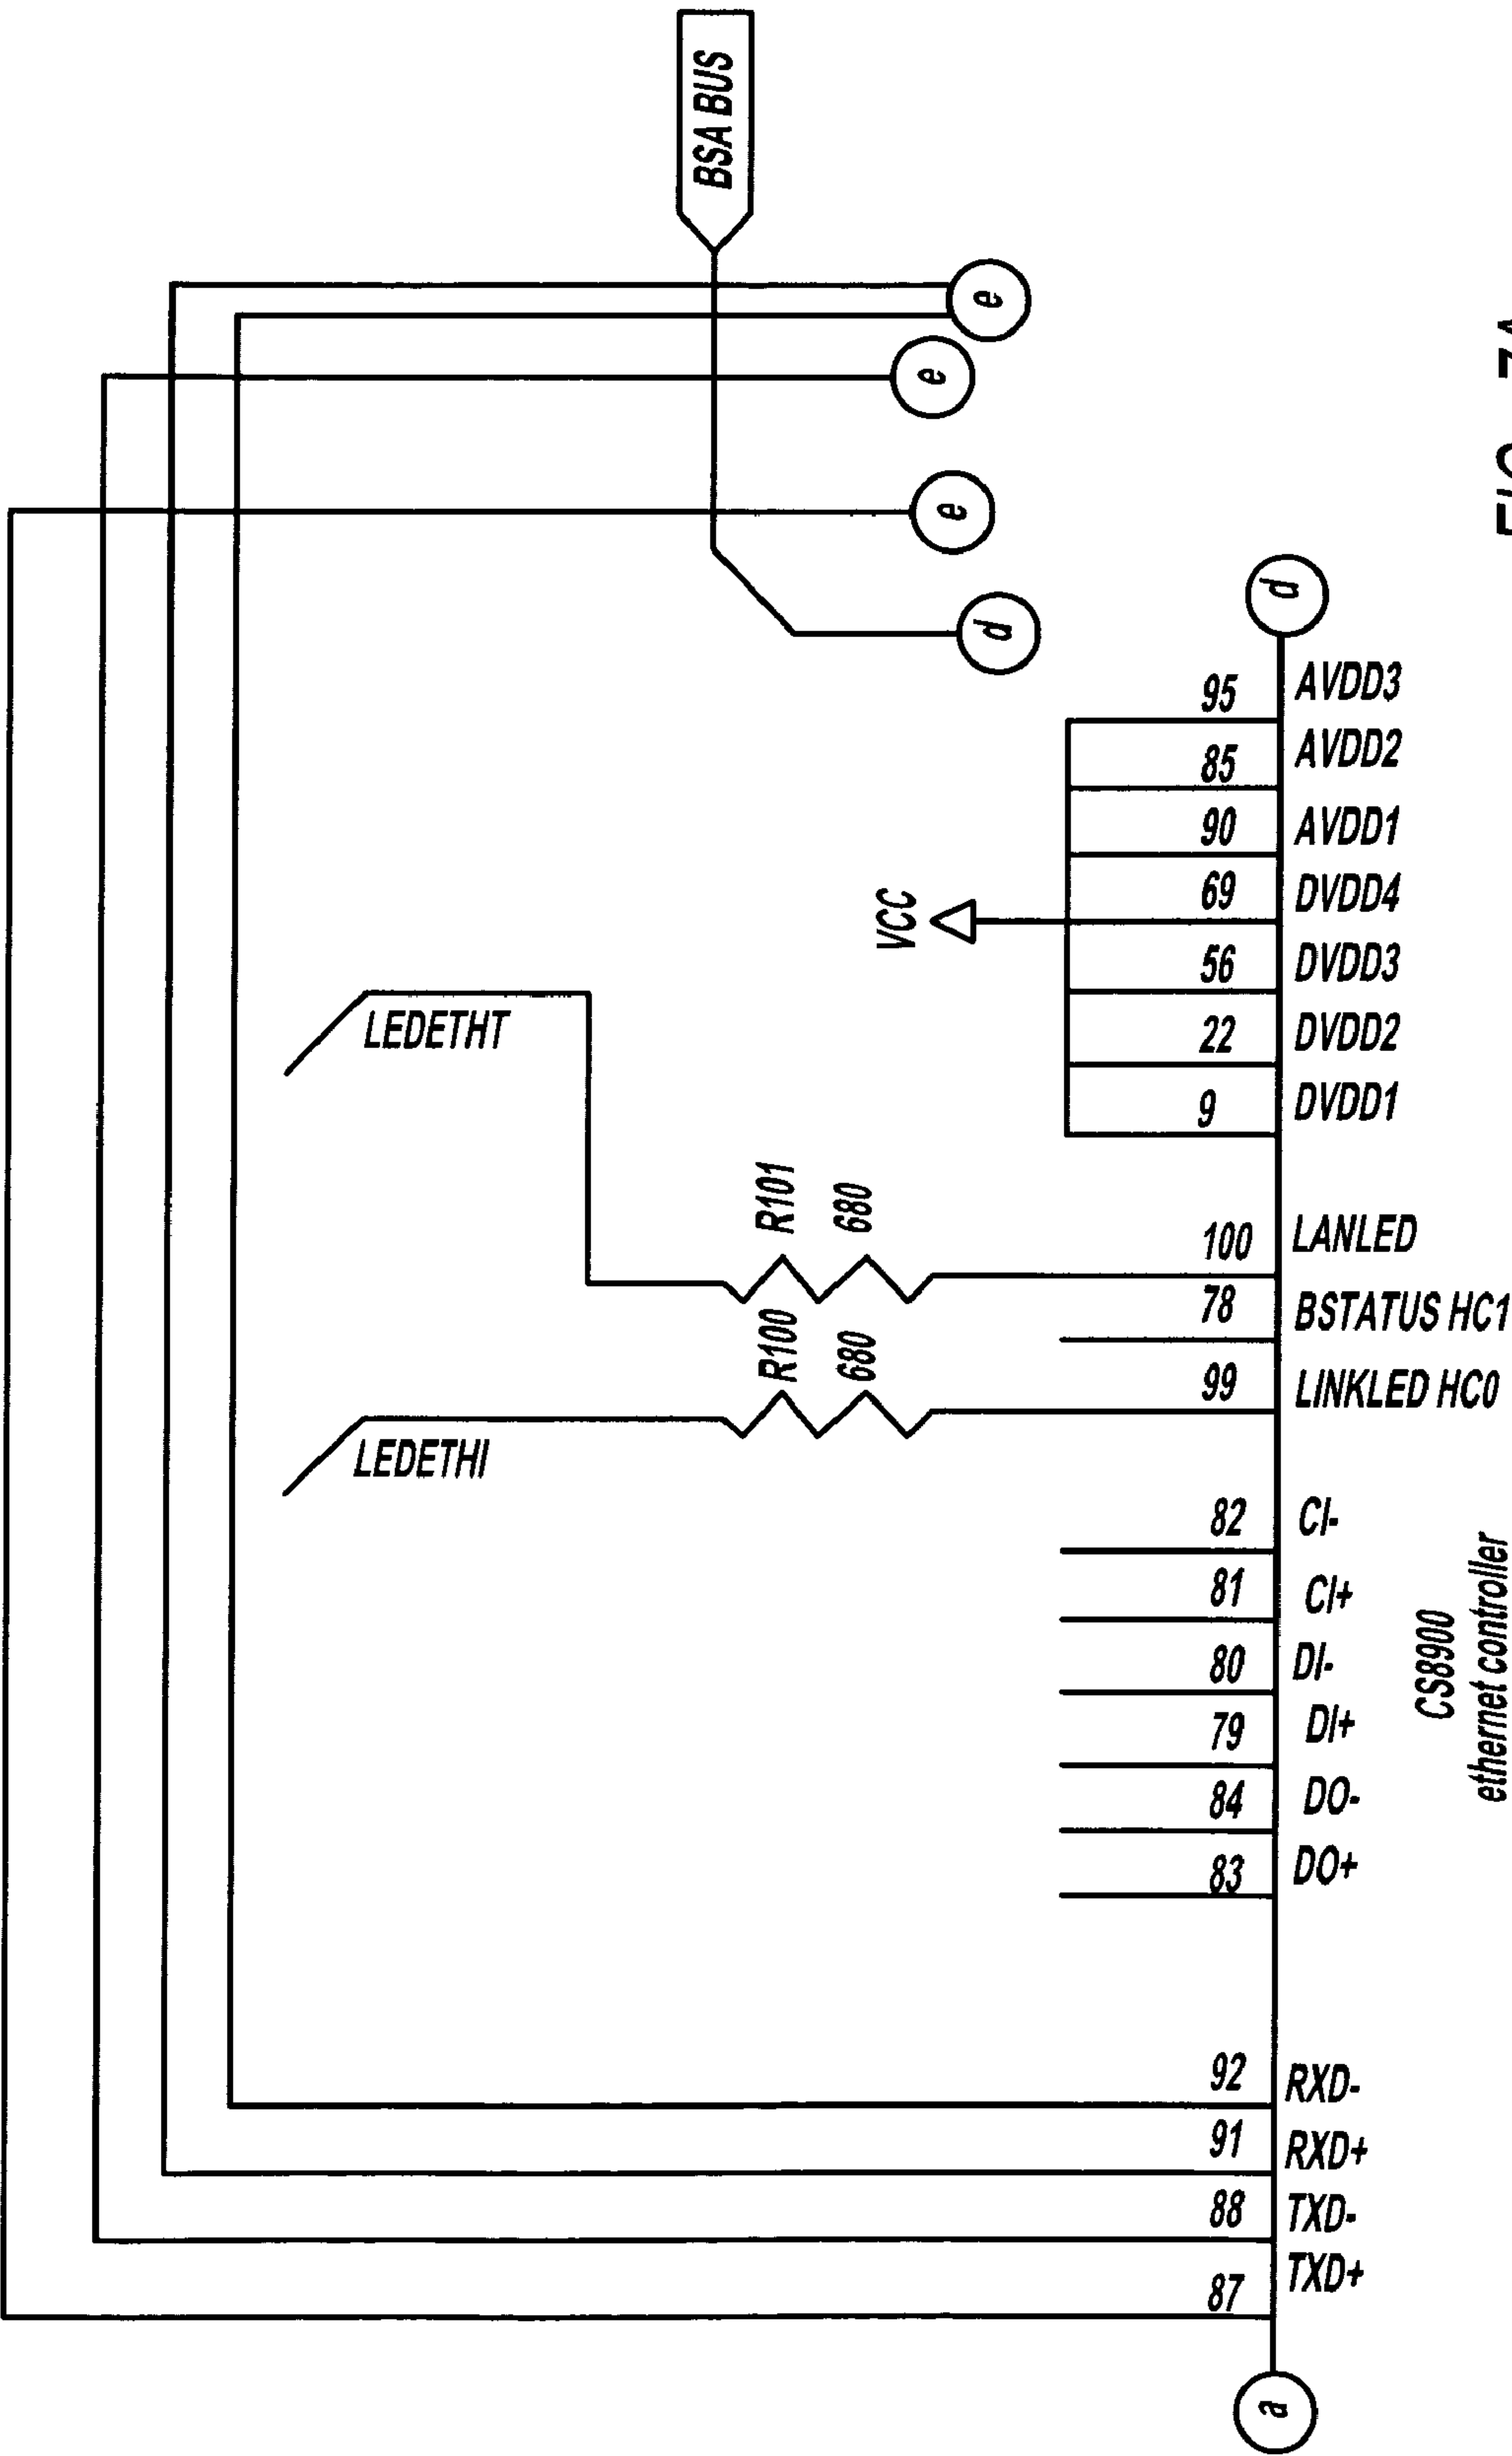 LEDETHI
LEDETHT
BSA BUS
R100
680
R101
680
VCC
e
e
e
d
87
88
91
92
83
84
79
80
81
82
99
78
100
9
22
56
69
90
85
95
a
d
TXD+
TXD-
RXD+
RXD-
DO+
DO-
DI+
DI-
CI+
CI-
LINKLED HC0
BSTATUS HC1
LANLED
DVDD1
DVDD2
DVDD3
DVDD4
AVDD1
AVDD2
AVDD3
CS8900
ethernet controller